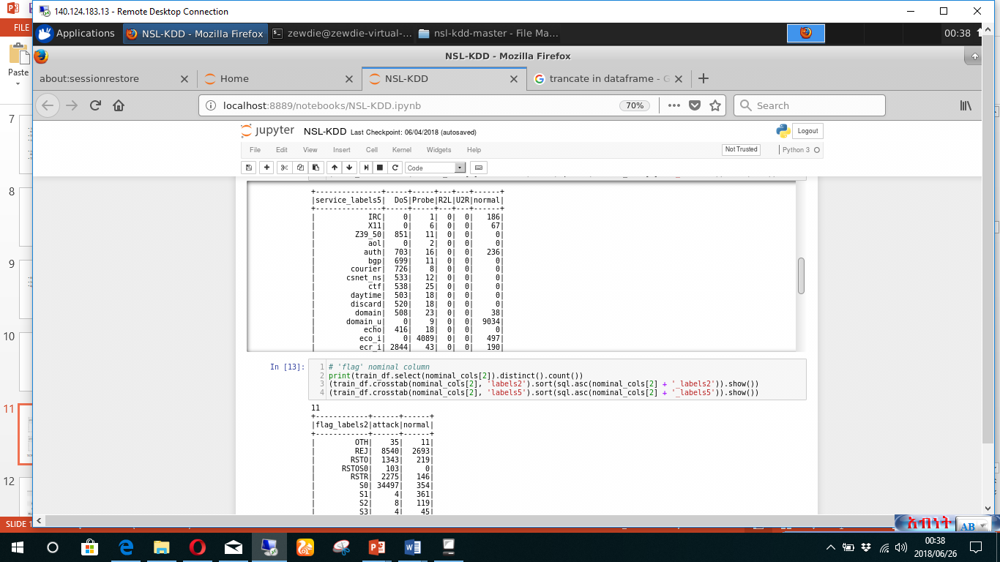 140.124.183.13 - Remote Desktop Connection
FILE
Paste
7
8
9
10
11
12
SLIDE 1
Applications
NSL-KDD - Mozilla Firefox
zewdie@zewdie-virtual-...
nsl-kdd-master - File Ma...
00:38
NSL-KDD - Mozilla Firefox
about:sessionrestore
Home
NSL-KDD
trancate in dataframe - G
localhost:8889/notebooks/NSL-KDD.ipynb
70%
Search
jupyter NSL-KDD Last Checkpoint: 06/04/2018 (autosaved)
Logout
File Edit View Insert Cell Kernel Widgets Help
Not Trusted
Python 3
Code
+---------------+-----+-----+---+---+------+
|service_labels5|  DoS|Probe|R2L|U2R|normal|
+---------------+-----+-----+---+---+------+
|            IRC|    0|    1|  0|  0|   186|
|            X11|    0|    6|  0|  0|    67|
|         Z39_50|  851|   11|  0|  0|     0|
|            aol|    0|    2|  0|  0|     0|
|           auth|  703|   16|  0|  0|   236|
|            bgp|  699|   11|  0|  0|     0|
|        courier|  726|    8|  0|  0|     0|
|       csnet_ns|  533|   12|  0|  0|     0|
|            ctf|  538|   25|  0|  0|     0|
|        daytime|  503|   18|  0|  0|     0|
|        discard|  520|   18|  0|  0|     0|
|         domain|  508|   23|  0|  0|    38|
|       domain_u|    0|    9|  0|  0|  9034|
|           echo|  416|   18|  0|  0|     0|
|          eco_i|    0| 4089|  0|  0|   497|
|          ecr_i| 2844|   43|  0|  0|   190|
In [13]:
1 # 'flag' nominal column
2 print(train_df.select(nominal_cols[2]).distinct().count())
3 (train_df.crosstab(nominal_cols[2], 'labels2').sort(sql.asc(nominal_cols[2] + '_labels2')).show())
4 (train_df.crosstab(nominal_cols[2], 'labels5').sort(sql.asc(nominal_cols[2] + '_labels5')).show())
11
+------------+------+------+
|flag_labels2|attack|normal|
+------------+------+------+
|         OTH|    35|    11|
|         REJ|  8540|  2693|
|        RSTO|  1343|   219|
|      RSTOS0|   103|     0|
|        RSTR|  2275|   146|
|          S0| 34497|   354|
|          S1|     4|   361|
|          S2|     8|   119|
|          S3|     4|    45|
አብሃት
AB
00:38
2018/06/26